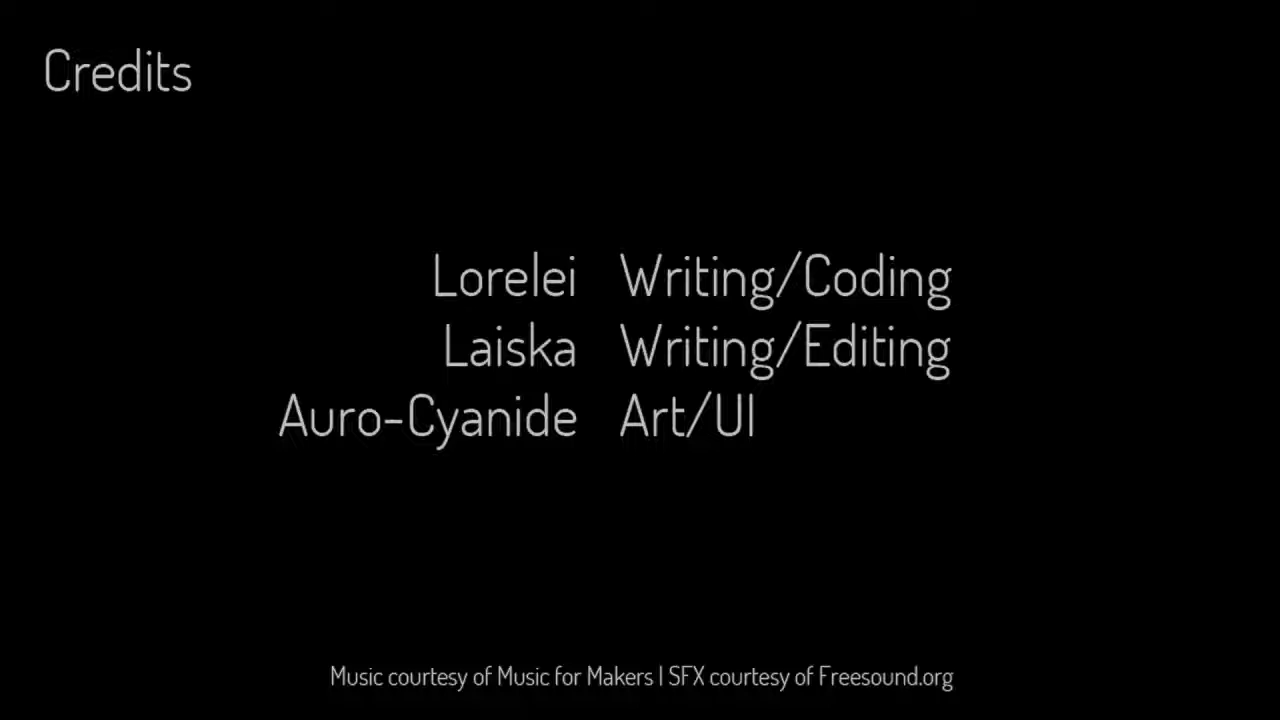 Credits
Lorelei Writing/Coding
Laiska Writing/Editing
Auro-Cyanide Art/UI
Music courtesy of Music for Makers | SFX courtesy of Freesound.org